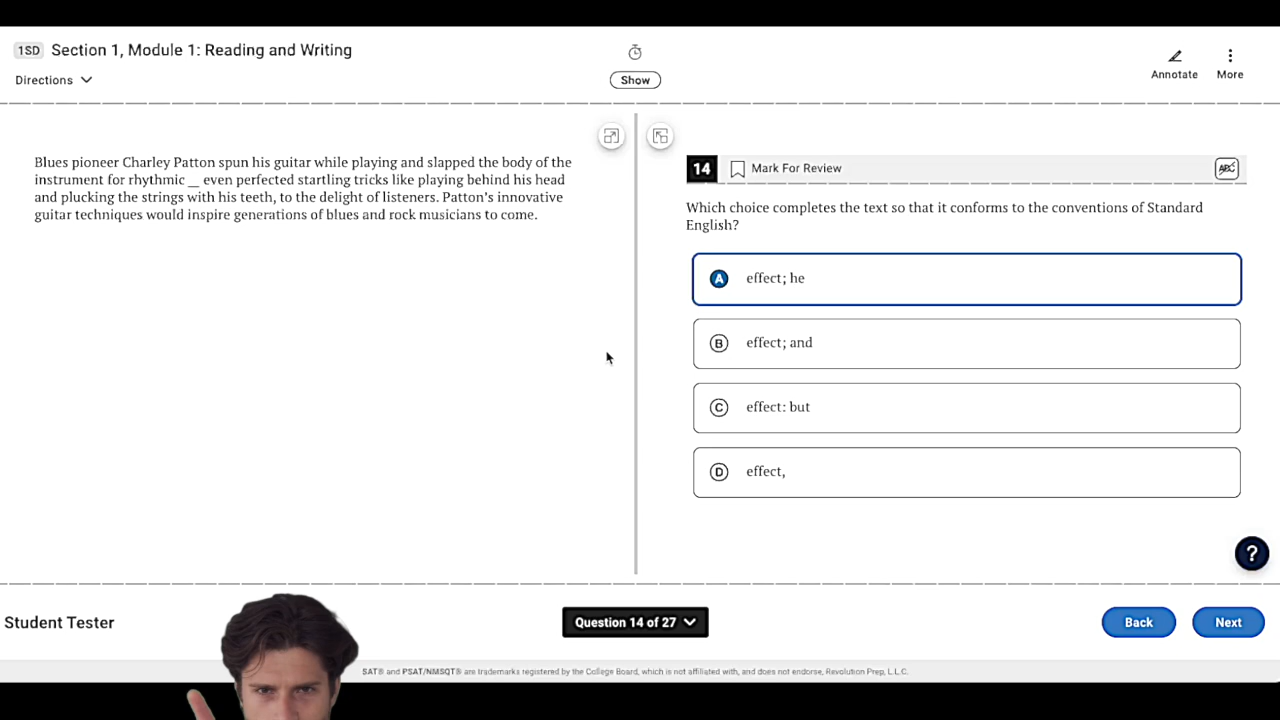 1SD Section 1, Module 1: Reading and Writing
Directions
Show
Annotate
More
Blues pioneer Charley Patton spun his guitar while playing and slapped the body of the
instrument for rhythmic __ even perfected startling tricks like playing behind his head
and plucking the strings with his teeth, to the delight of listeners. Patton's innovative
guitar techniques would inspire generations of blues and rock musicians to come.
14 Mark For Review ABC
Which choice completes the text so that it conforms to the conventions of Standard
English?
A effect; he
B effect; and
C effect: but
D effect,
?
Student Tester
Question 14 of 27
Back
Next
SAT® and PSAT/NMSQT® are trademarks registered by the College Board, which is not affiliated with, and does not endorse, Revolution Prep, L.L.C.